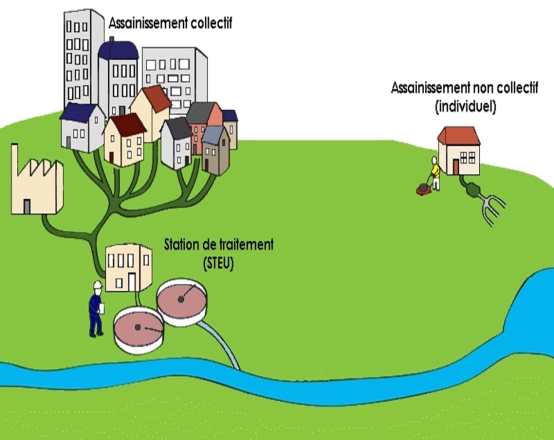 Assainissement collectif
Assainissement non collectif
(individuel)
Station de traitement
(STEU)